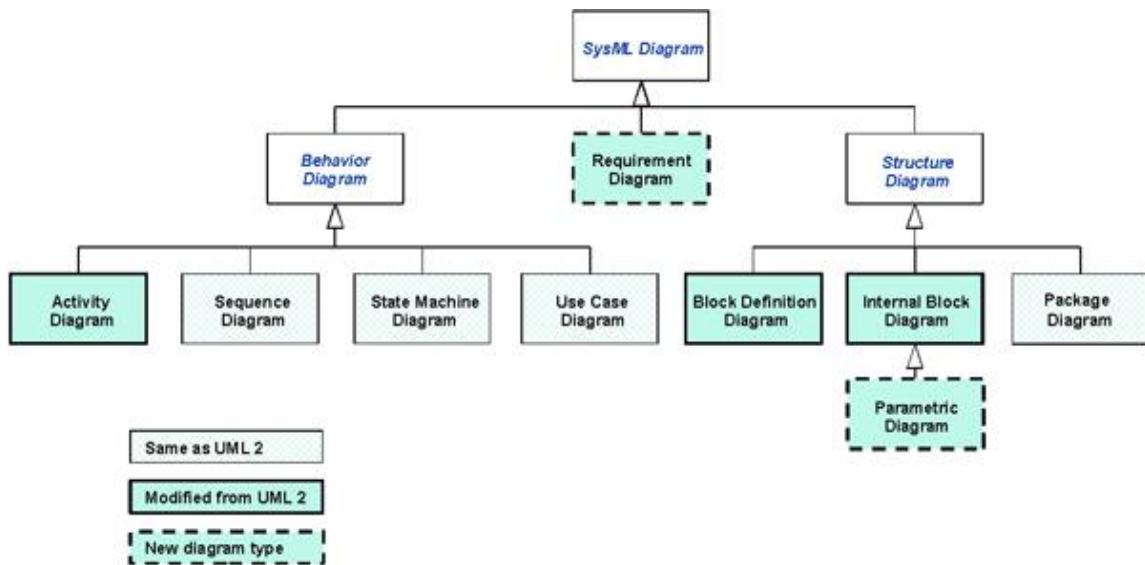 SysML Diagram
Behavior
Diagram
Requirement
Diagram
Structure
Diagram
Activity
Diagram
Sequence
Diagram
State Machine
Diagram
Use Case
Diagram
Block Definition
Diagram
Internal Block
Diagram
Package
Diagram
Parametric
Diagram
Same as UML 2
Modified from UML 2
New diagram type